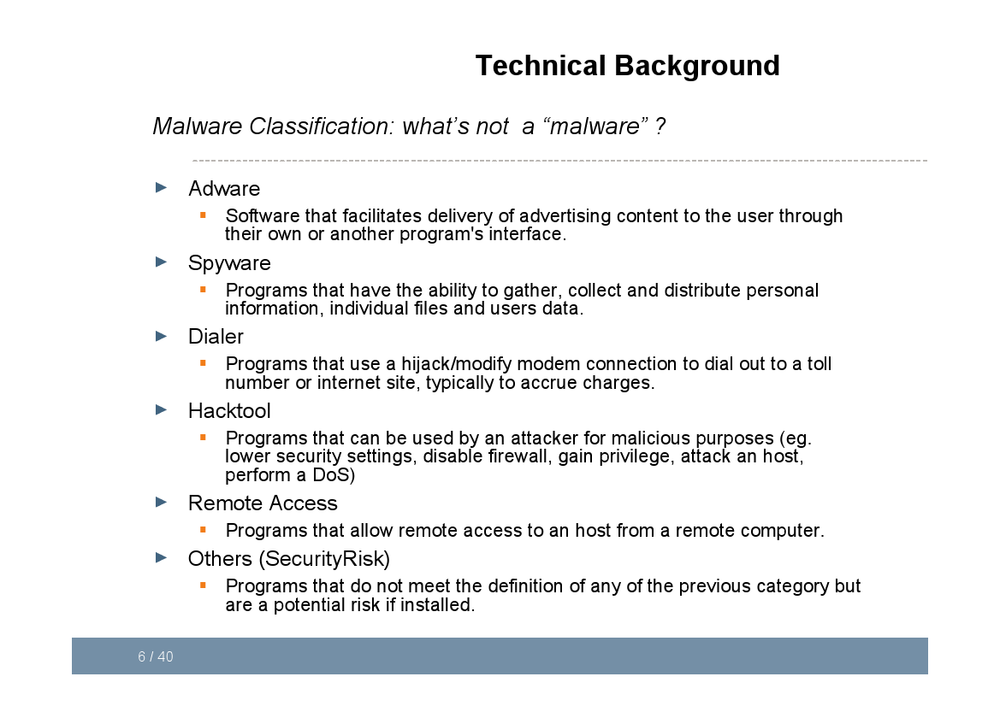 Technical Background
Malware Classification: what’s not  a “malware” ?
Adware
Software that facilitates delivery of advertising content to the user through
their own or another program's interface.
Spyware
Programs that have the ability to gather, collect and distribute personal
information, individual files and users data.
Dialer
Programs that use a hijack/modify modem connection to dial out to a toll
number or internet site, typically to accrue charges.
Hacktool
Programs that can be used by an attacker for malicious purposes (eg.
lower security settings, disable firewall, gain privilege, attack an host,
perform a DoS)
Remote Access
Programs that allow remote access to an host from a remote computer.
Others (SecurityRisk)
Programs that do not meet the definition of any of the previous category but
are a potential risk if installed.
6 / 40